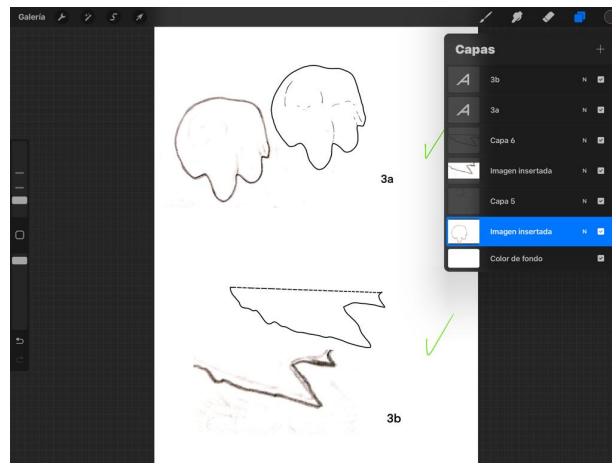 Galería
Capas
3b
N
3a
N
Capa 6
N
Imagen insertada
N
Capa 5
N
Imagen insertada
N
Color de fondo
3a
3b